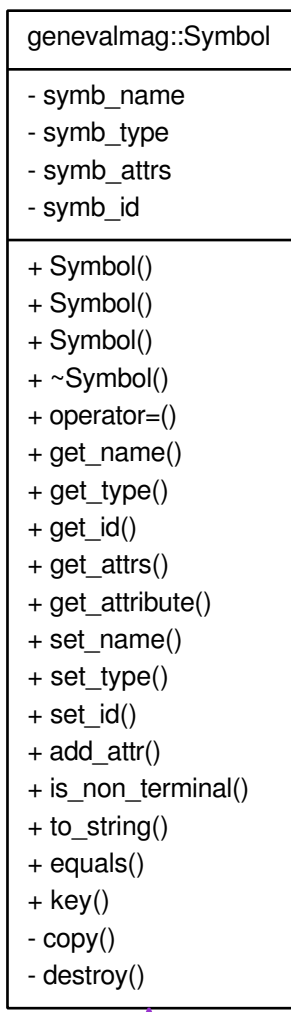 genevalmag::Symbol
- symb_name
- symb_type
- symb_attrs
- symb_id
+ Symbol()
+ Symbol()
+ Symbol()
+ ~Symbol()
+ operator=()
+ get_name()
+ get_type()
+ get_id()
+ get_attrs()
+ get_attribute()
+ set_name()
+ set_type()
+ set_id()
+ add_attr()
+ is_non_terminal()
+ to_string()
+ equals()
+ key()
- copy()
- destroy()